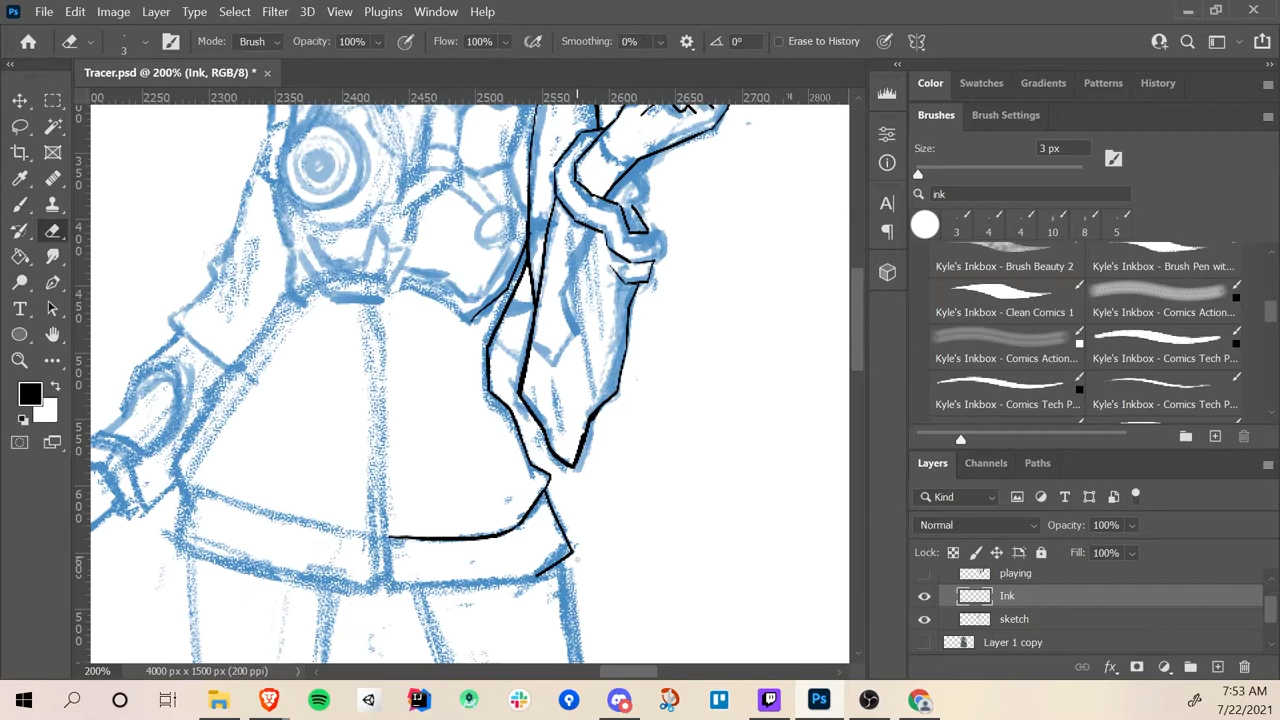 Ps File Edit Image Layer Type Select Filter 3D View Plugins Window Help
3 Mode: Brush Opacity: 100% Flow: 100% Smoothing: 0% 0° Erase to History
Tracer.psd @ 200% (Ink, RGB/8) *
00 2250 2300 2350 2400 2450 2500 2550 2600 2650 2700 2800
Color Swatches Gradients Patterns History
Brushes Brush Settings
Size: 3 px
ink
3 4 4 10 8 5
Kyle's Inkbox - Brush Beauty 2 Kyle's Inkbox - Brush Pen wit...
Kyle's Inkbox - Clean Comics 1 Kyle's Inkbox - Comics Action...
Kyle's Inkbox - Comics Action... Kyle's Inkbox - Comics Tech P...
Kyle's Inkbox - Comics Tech P... Kyle's Inkbox - Comics Tech P...
Layers Channels Paths
Kind
Normal Opacity: 100%
Lock: Fill: 100%
playing
Ink
sketch
Layer 1 copy
200% 4000 px x 1500 px (200 ppi)
Ps
7:53 AM
7/22/2021